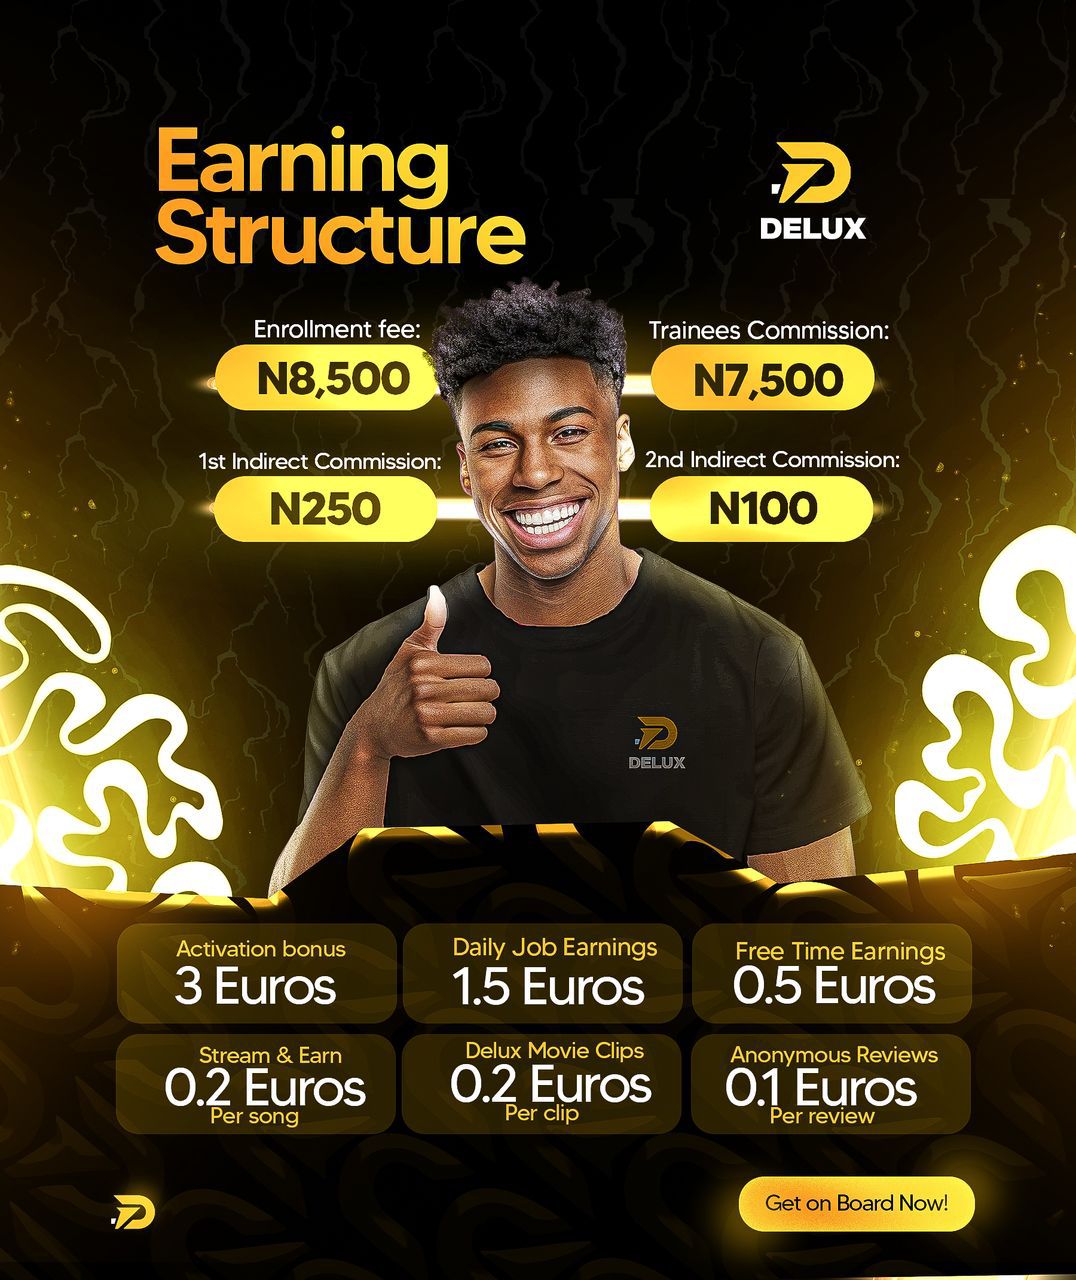 Earning
Structure
DELUX
Enrollment fee:
N8,500
Trainees Commission:
N7,500
1st Indirect Commission:
N250
2nd Indirect Commission:
N100
DELUX
Activation bonus
3 Euros
Daily Job Earnings
1.5 Euros
Free Time Earnings
0.5 Euros
Stream & Earn
0.2 Euros
Per song
Delux Movie Clips
0.2 Euros
Per clip
Anonymous Reviews
0.1 Euros
Per review
Get on Board Now!